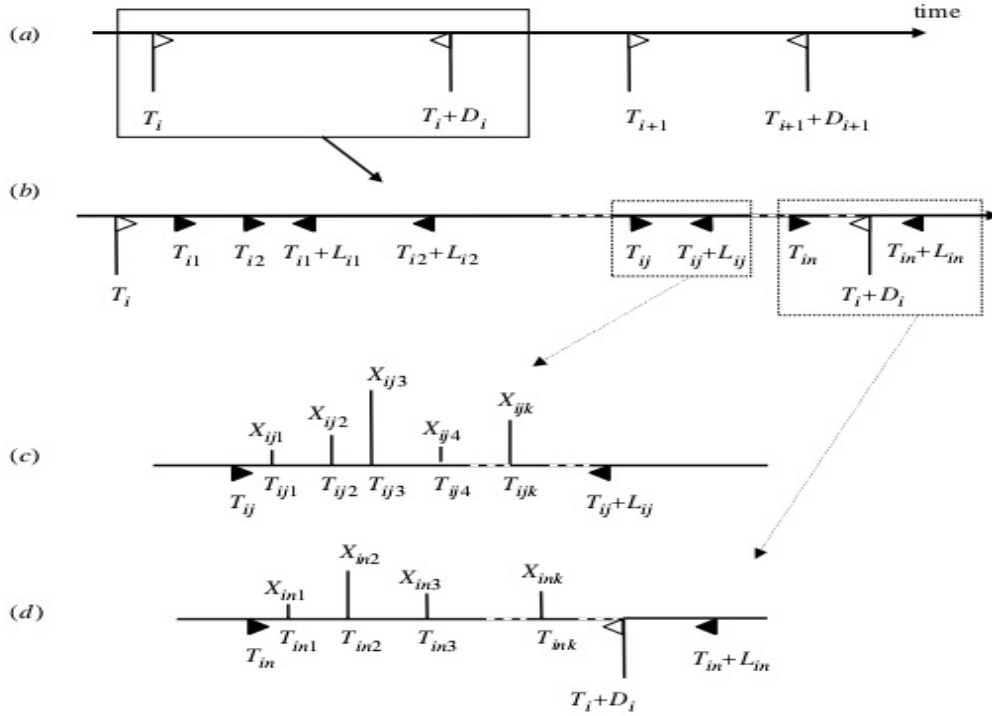 time
(a)
T_i T_i+D_i T_{i+1} T_{i+1}+D_{i+1}
(b)
T_{i1} T_{i2} T_{i1}+L_{i1} T_{i2}+L_{i2} T_{ij} T_{ij}+L_{ij} T_{in} T_{in}+L_{in}
T_i T_i+D_i
X_{ij1} X_{ij2} X_{ij3} X_{ij4} X_{ijk}
(c)
T_{ij} T_{ij1} T_{ij2} T_{ij3} T_{ij4} T_{ijk} T_{ij}+L_{ij}
X_{in1} X_{in2} X_{in3} X_{ink}
(d)
T_{in} T_{in1} T_{in2} T_{in3} T_{ink} T_{in}+L_{in}
T_i+D_i